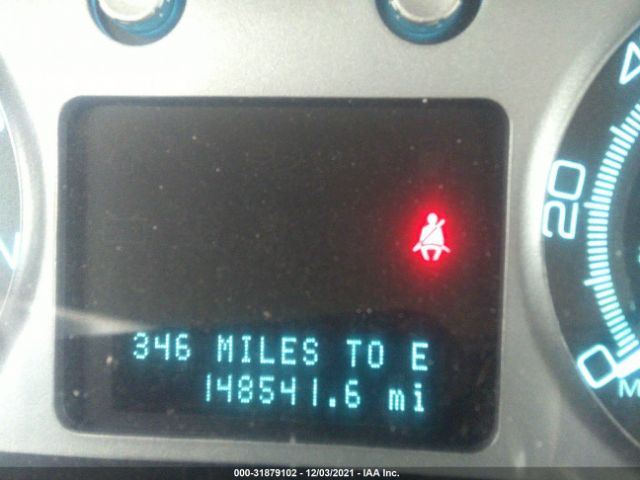 20
0
M
346 MILES TO E
148541.6 mi
000-31879102 - 12/03/2021 - IAA Inc.